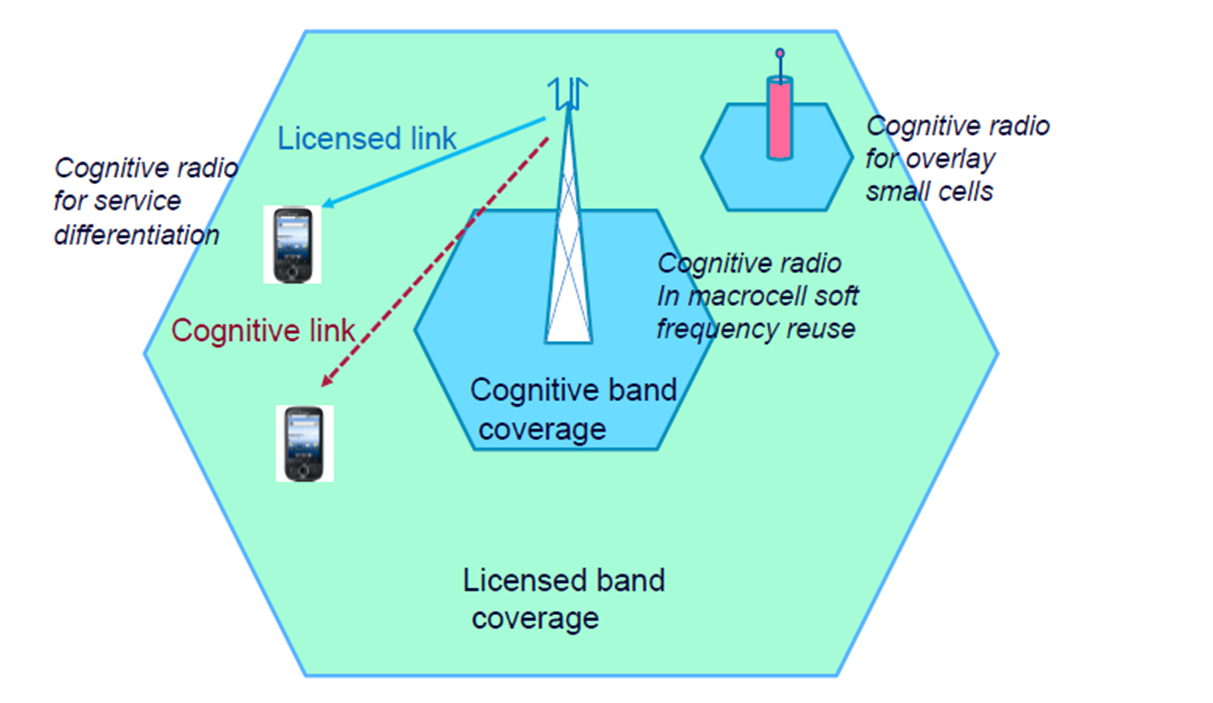 Licensed link
Cognitive radio
for service
differentiation
Cognitive radio
for overlay
small cells
Cognitive radio
In macrocell soft
frequency reuse
Cognitive link
Cognitive band
coverage
Licensed band
coverage